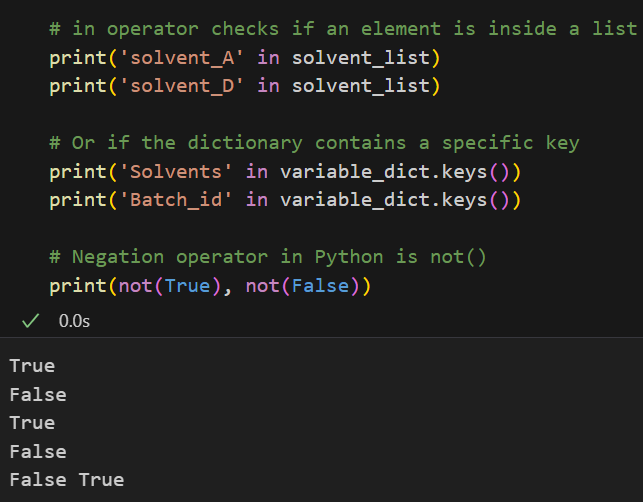 # in operator checks if an element is inside a list
print('solvent_A' in solvent_list)
print('solvent_D' in solvent_list)
# Or if the dictionary contains a specific key
print('Solvents' in variable_dict.keys())
print('Batch_id' in variable_dict.keys())
# Negation operator in Python is not()
print(not(True), not(False))
0.0s
True
False
True
False
False True